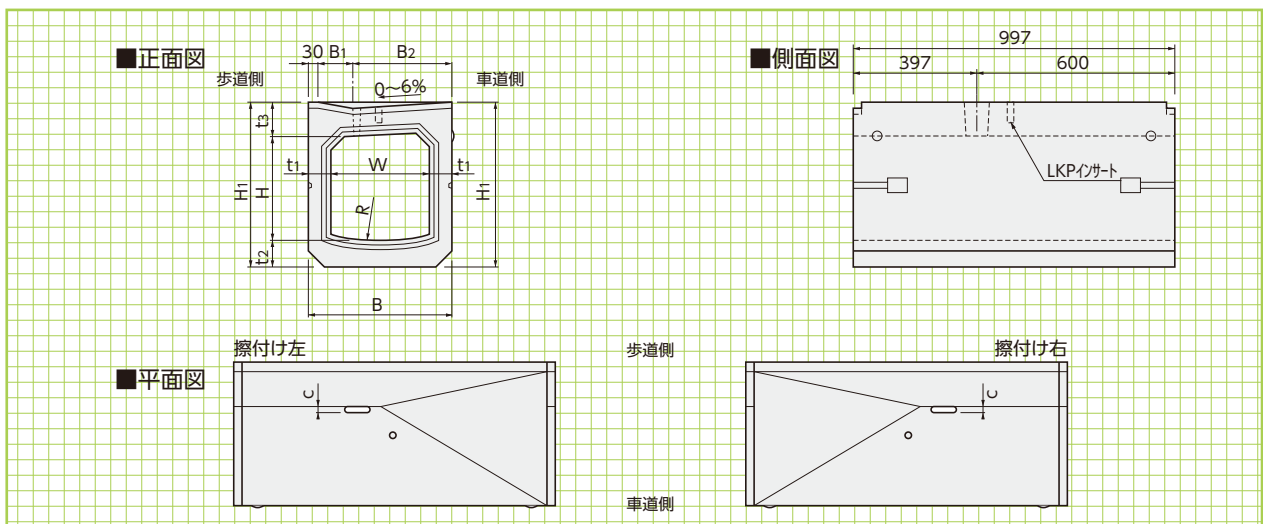 ■正面図
30 B1 B2
歩道側
車道側
0〜6%
t3
t1 W t1
H1 H H1
R
t2
B
■側面図
997
397 600
LKPインサート
■平面図
擦付け左
歩道側
擦付け右
c
c
車道側